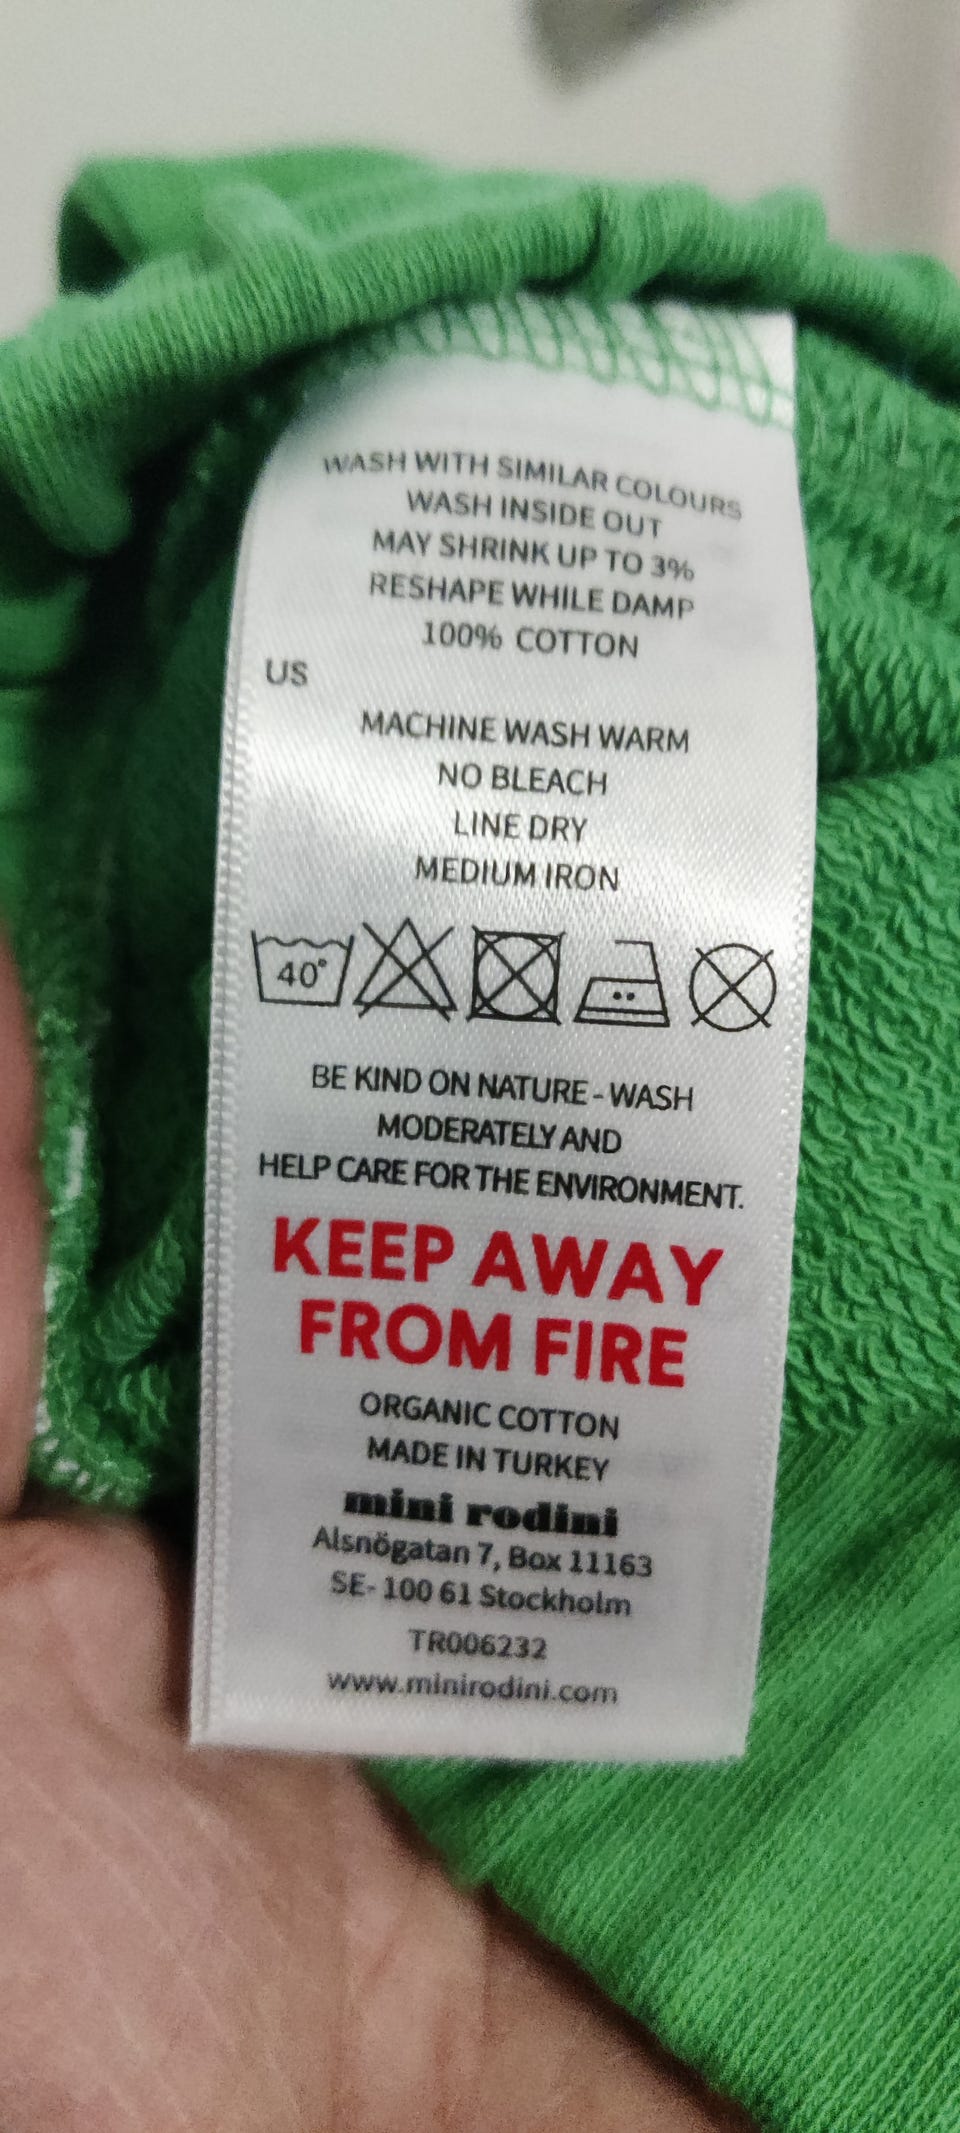 WASH WITH SIMILAR COLOURS
WASH INSIDE OUT
MAY SHRINK UP TO 3%
RESHAPE WHILE DAMP
100% COTTON
US
MACHINE WASH WARM
NO BLEACH
LINE DRY
MEDIUM IRON
40°
BE KIND ON NATURE - WASH
MODERATELY AND
HELP CARE FOR THE ENVIRONMENT.
KEEP AWAY
FROM FIRE
ORGANIC COTTON
MADE IN TURKEY
mini rodini
Alsnögatan 7, Box 11163
SE- 100 61 Stockholm
TR006232
www.minirodini.com